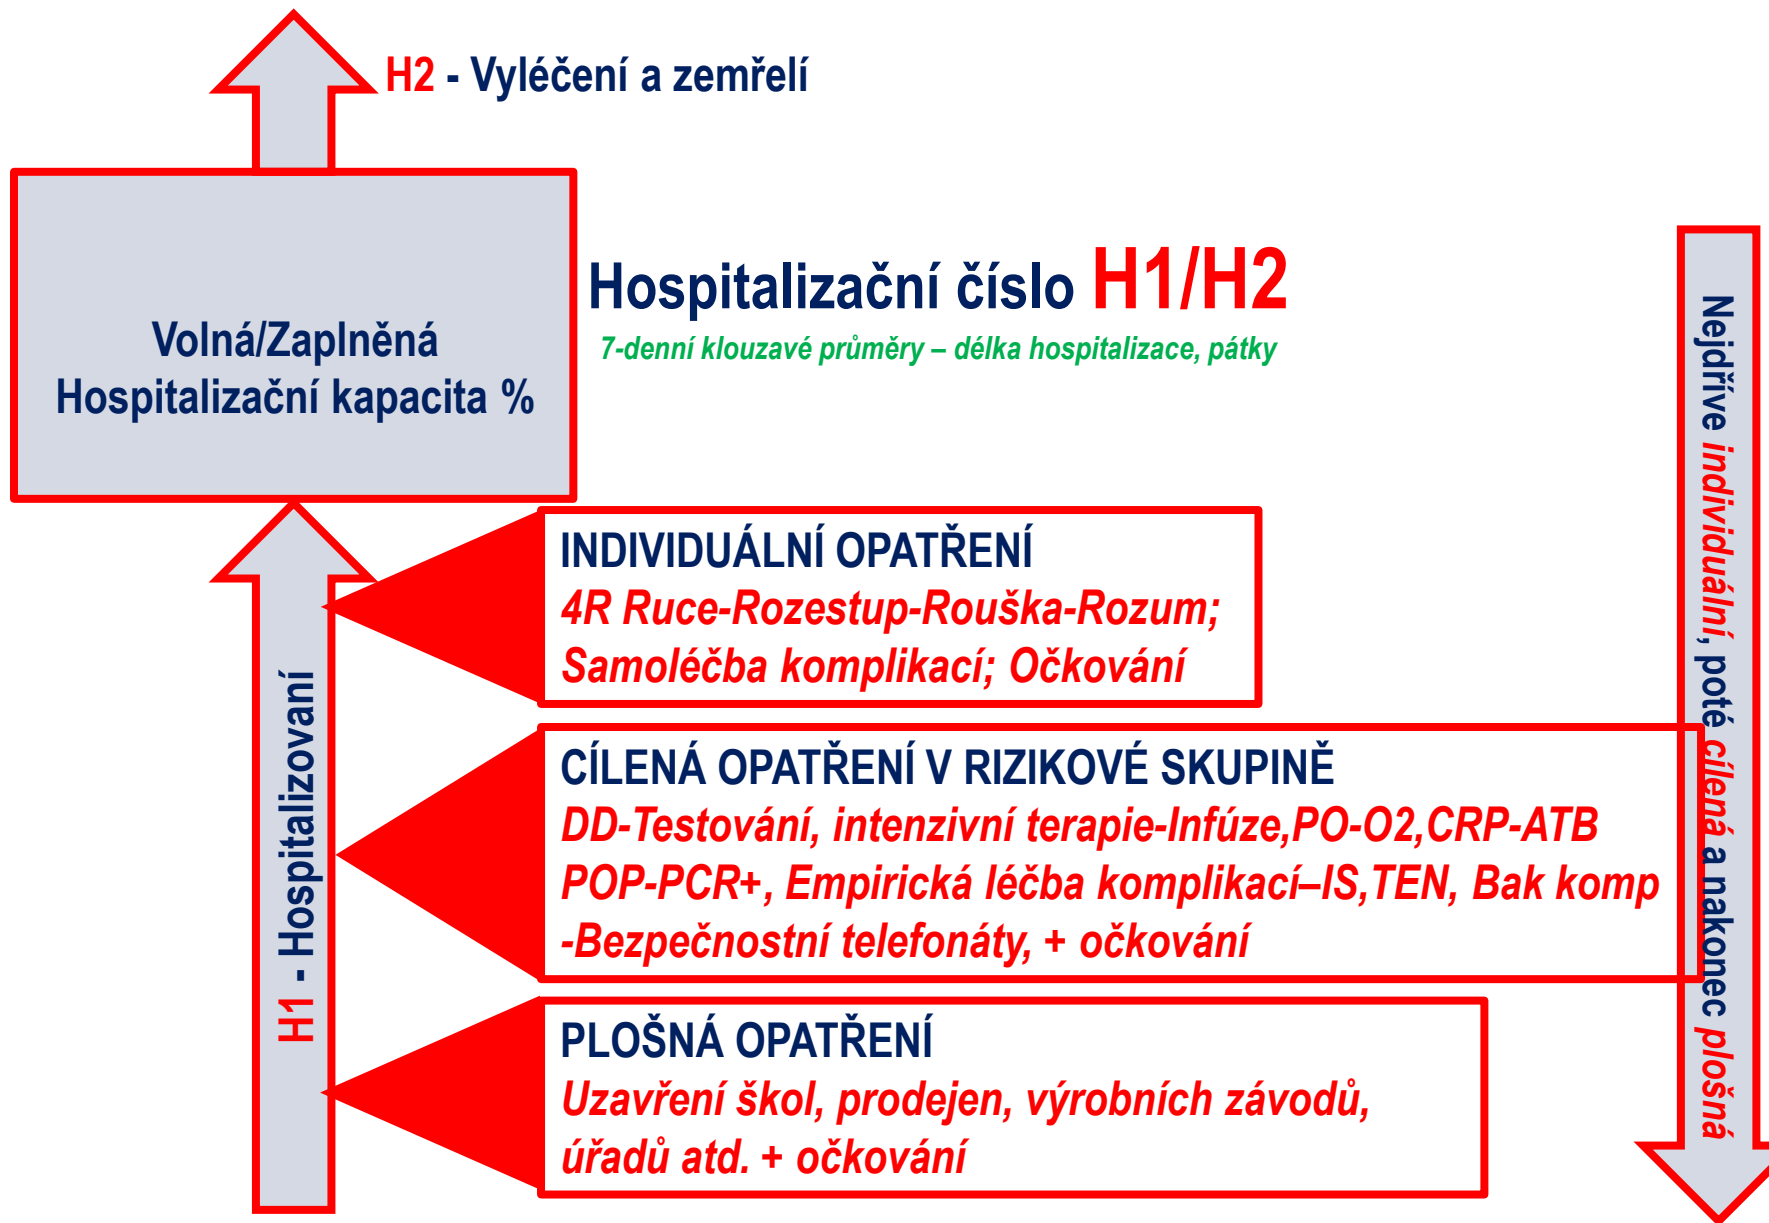 H2 - Vyléčení a zemřelí
Volná/Zaplněná
Hospitalizační kapacita %
Hospitalizační číslo H1/H2
7-denní klouzavé průměry – délka hospitalizace, pátky
H1 - Hospitalizovaní
INDIVIDUÁLNÍ OPATŘENÍ
4R Ruce-Rozestup-Rouška-Rozum;
Samoléčba komplikací; Očkování
CÍLENÁ OPATŘENÍ V RIZIKOVÉ SKUPINĚ
DD-Testování, intenzivní terapie-Infúze,PO-O2,CRP-ATB
POP-PCR+, Empirická léčba komplikací–IS,TEN, Bak komp
-Bezpečnostní telefonáty, + očkování
PLOŠNÁ OPATŘENÍ
Uzavření škol, prodejen, výrobních závodů,
úřadů atd. + očkování
Nejdříve individuální, poté cílená a nakonec plošná